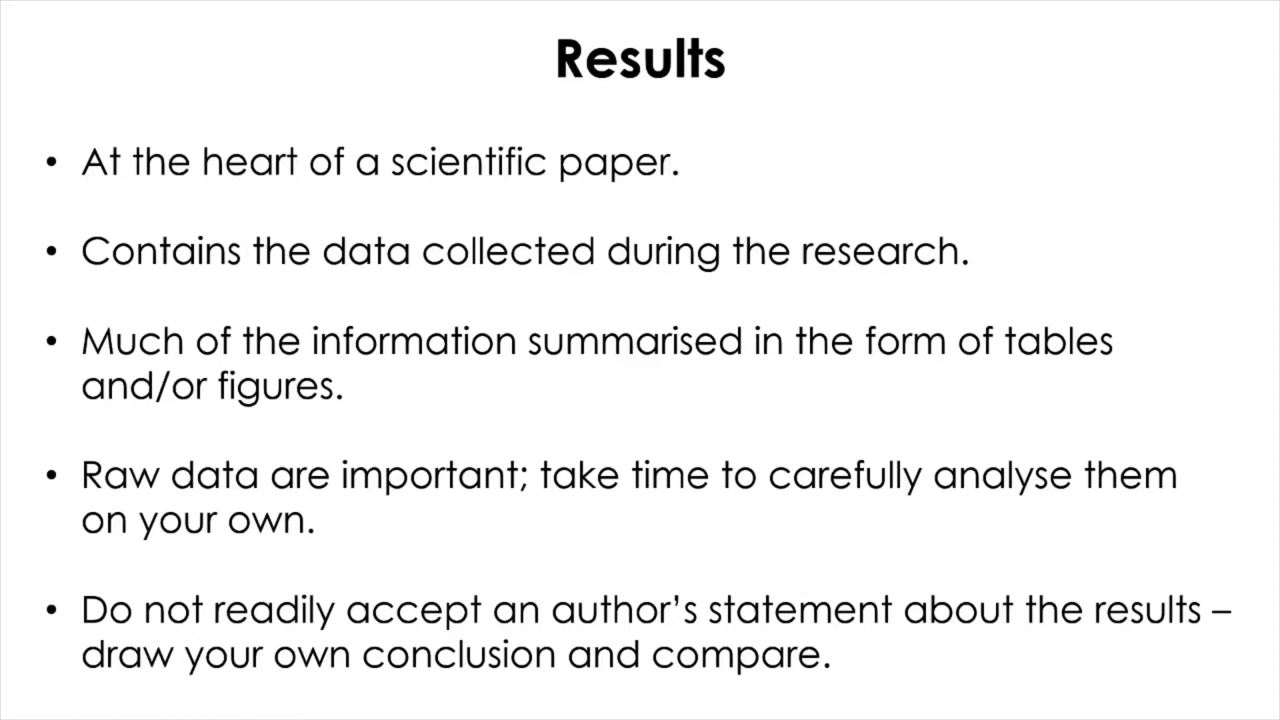 Results
• At the heart of a scientific paper.
• Contains the data collected during the research.
• Much of the information summarised in the form of tables
and/or figures.
• Raw data are important; take time to carefully analyse them
on your own.
• Do not readily accept an author’s statement about the results –
draw your own conclusion and compare.